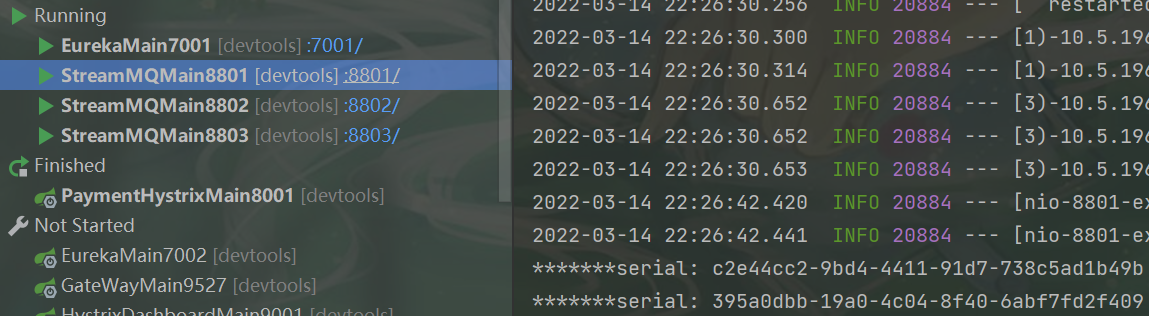 Running
EurekaMain7001 [devtools] :7001/
StreamMQMain8801 [devtools] :8801/
StreamMQMain8802 [devtools] :8802/
StreamMQMain8803 [devtools] :8803/
Finished
PaymentHystrixMain8001 [devtools]
Not Started
EurekaMain7002 [devtools]
GateWayMain9527 [devtools]
HystrixDashboardMain9001 [devtools]
2022-03-14 22:26:30.256 INFO 20884 --- [ restarted
2022-03-14 22:26:30.300 INFO 20884 --- [1)-10.5.196
2022-03-14 22:26:30.314 INFO 20884 --- [1)-10.5.196
2022-03-14 22:26:30.652 INFO 20884 --- [3)-10.5.196
2022-03-14 22:26:30.652 INFO 20884 --- [3)-10.5.196
2022-03-14 22:26:30.653 INFO 20884 --- [3)-10.5.196
2022-03-14 22:26:42.420 INFO 20884 --- [nio-8801-ex
2022-03-14 22:26:42.441 INFO 20884 --- [nio-8801-ex
*******serial: c2e44cc2-9bd4-4411-91d7-738c5ad1b49b
*******serial: 395a0dbb-19a0-4c04-8f40-6abf7fd2f409